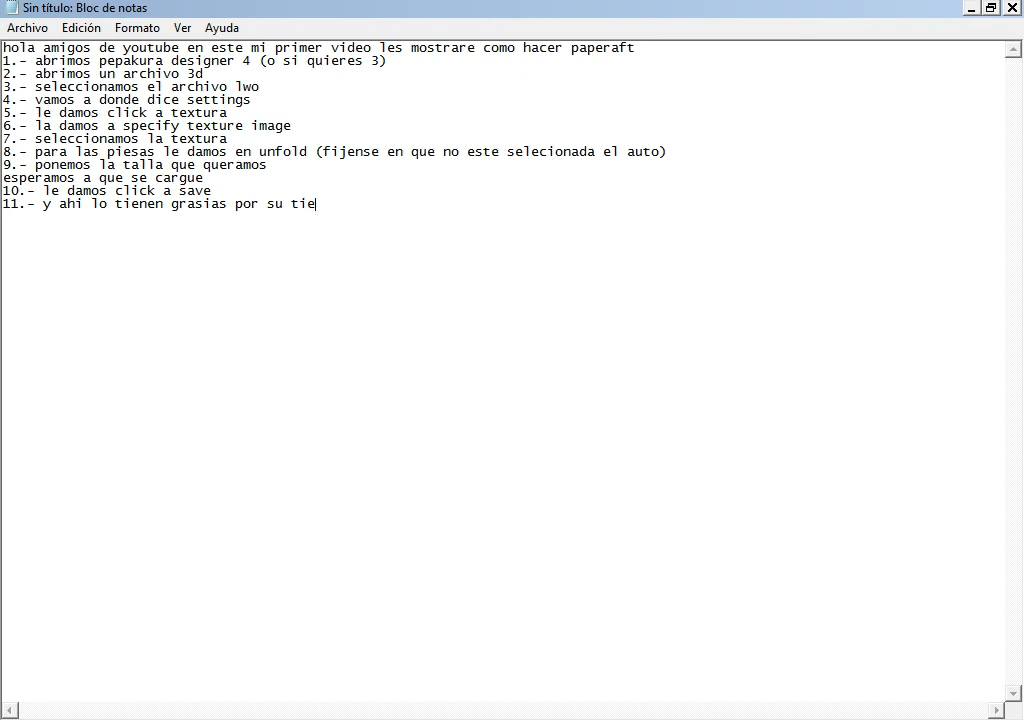 Sin título: Bloc de notas
Archivo Edición Formato Ver Ayuda
hola amigos de youtube en este mi primer video les mostrare como hacer paperaft
1.- abrimos pepakura designer 4 (o si quieres 3)
2.- abrimos un archivo 3d
3.- seleccionamos el archivo lwo
4.- vamos a donde dice settings
5.- le damos click a textura
6.- la damos a specify texture image
7.- seleccionamos la textura
8.- para las piesas le damos en unfold (fijense en que no este selecionada el auto)
9.- ponemos la talla que queramos
esperamos a que se cargue
10.- le damos click a save
11.- y ahi lo tienen grasias por su tie